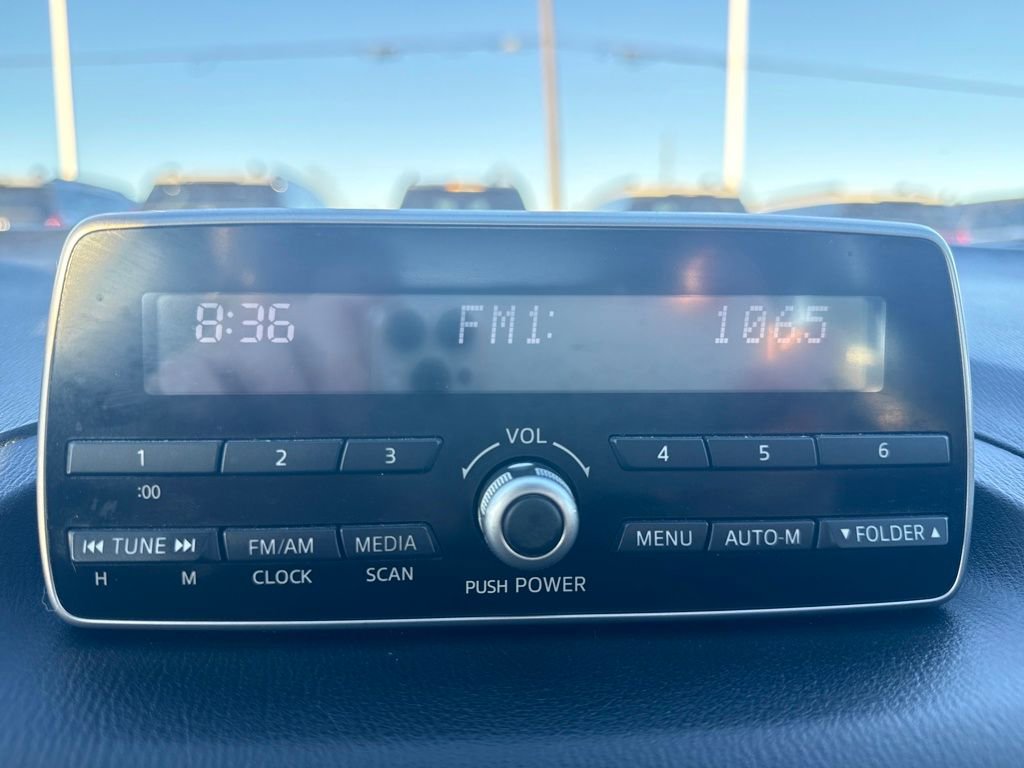 8:36 FM1: 106.5
VOL
1 2 3 4 5 6
:00
⏮ TUNE ⏭ FM/AM MEDIA MENU AUTO-M ▼ FOLDER ▲
H M CLOCK SCAN PUSH POWER